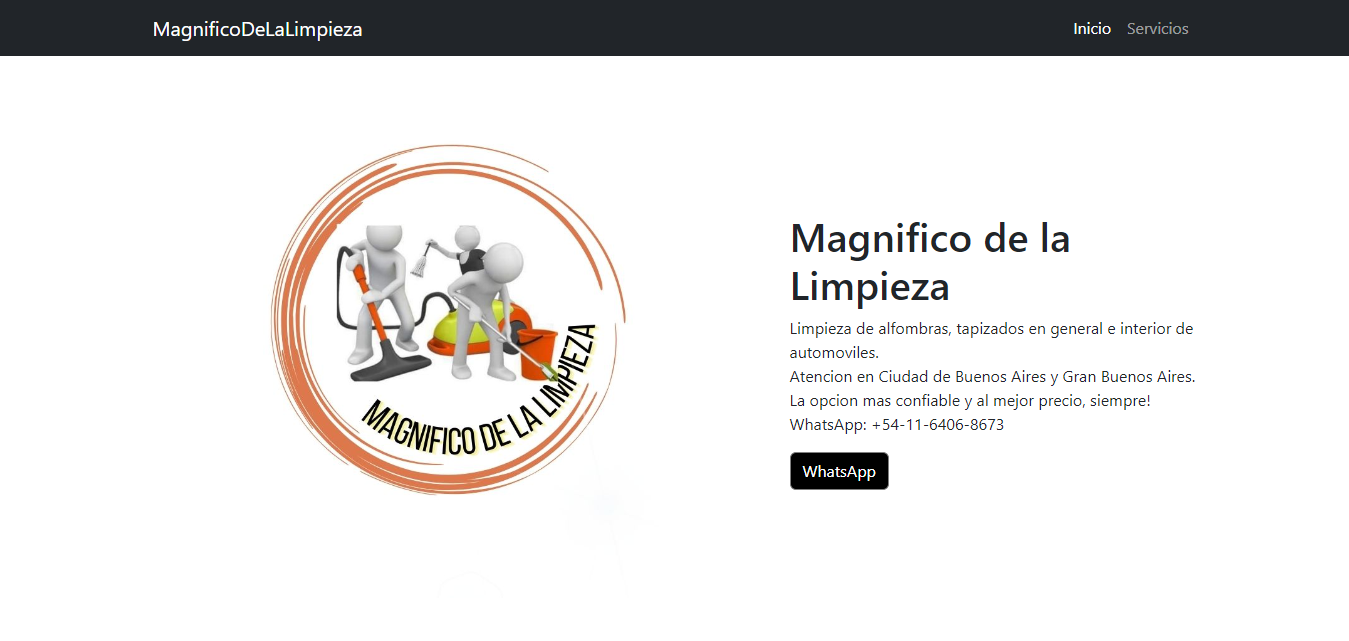 MagnificoDeLaLimpieza
Inicio
Servicios
MAGNIFICO DE LA LIMPIEZA
Magnifico de la
Limpieza
Limpieza de alfombras, tapizados en general e interior de
automoviles.
Atencion en Ciudad de Buenos Aires y Gran Buenos Aires.
La opcion mas confiable y al mejor precio, siempre!
WhatsApp: +54-11-6406-8673
WhatsApp